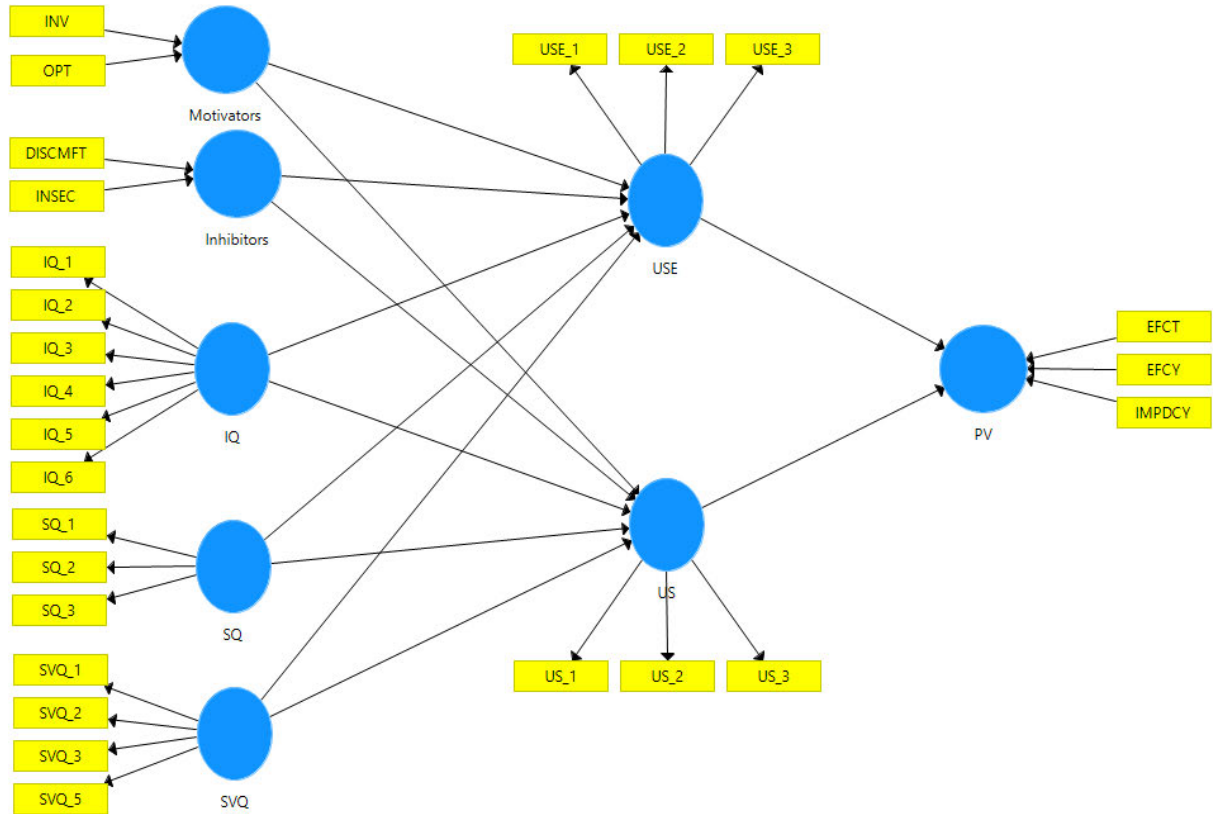 INV
OPT
Motivators
DISCMFT
INSEC
Inhibitors
IQ_1
IQ_2
IQ_3
IQ_4
IQ_5
IQ_6
IQ
SQ_1
SQ_2
SQ_3
SQ
SVQ_1
SVQ_2
SVQ_3
SVQ_5
SVQ
USE_1
USE_2
USE_3
USE
US
US_1
US_2
US_3
PV
EFCT
EFCY
IMPDCY